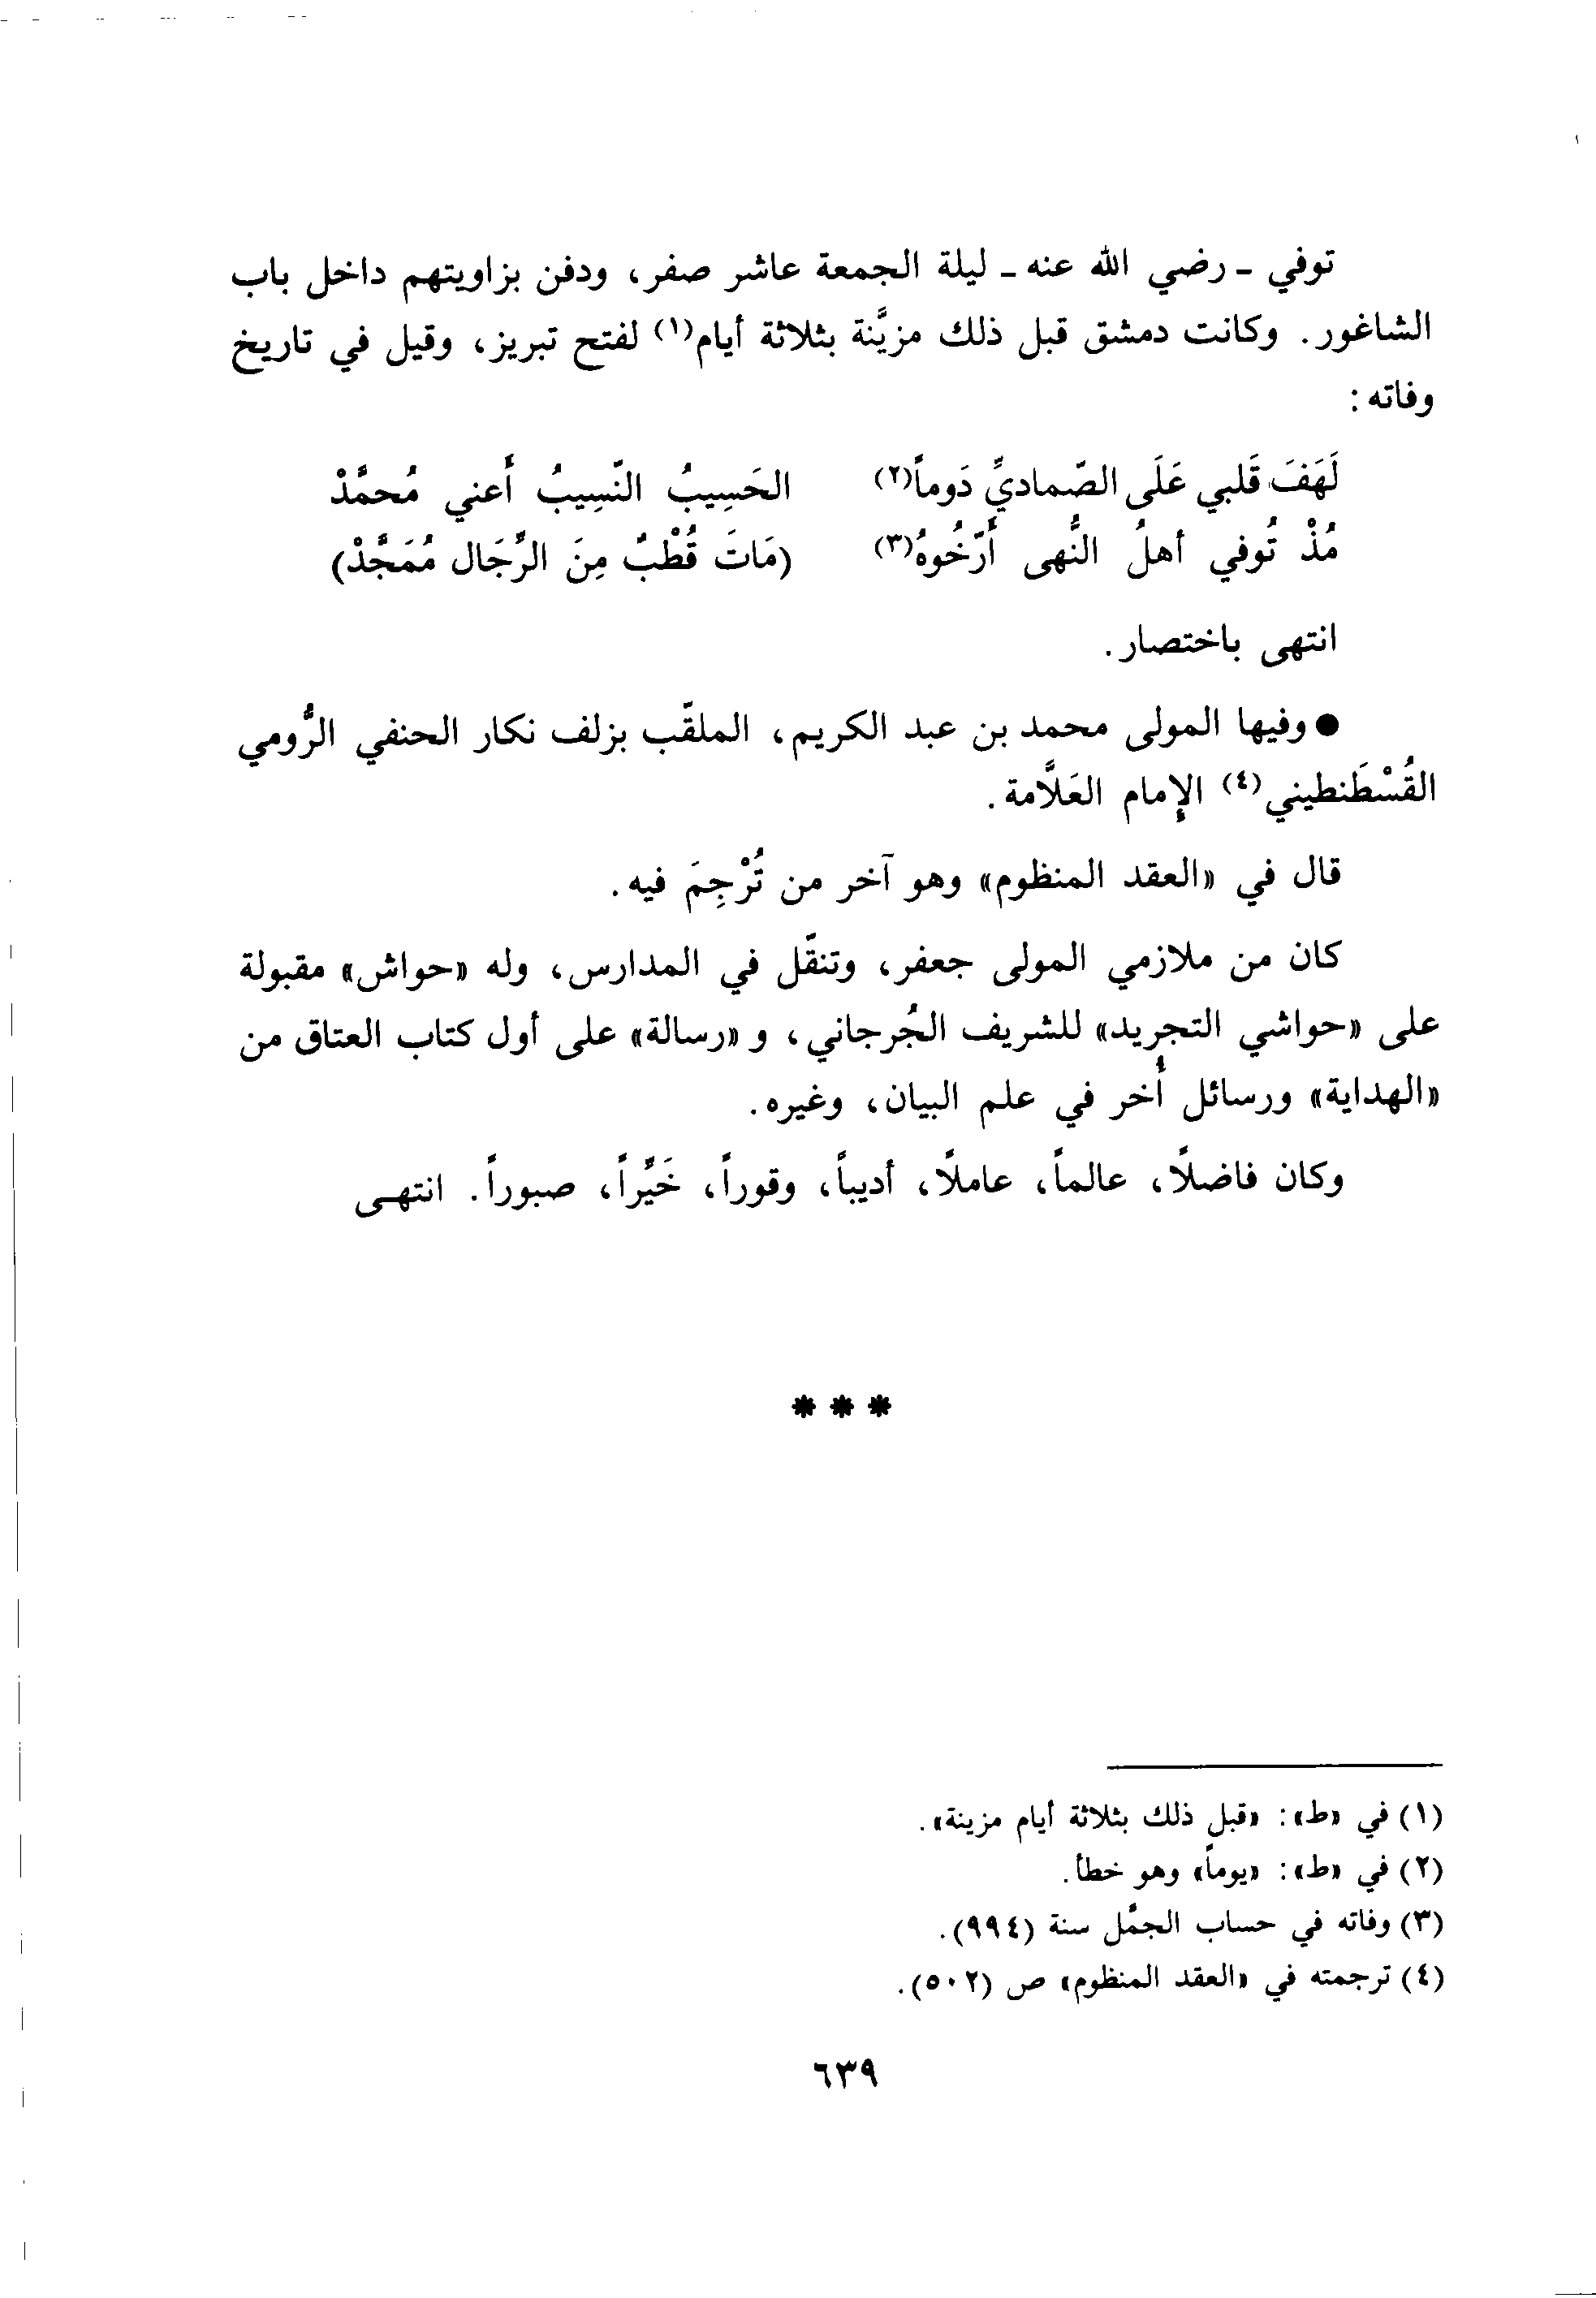 توفي ـ رضي الله عنه ـ ليلة الجمعة عاشر صفر، ودفن بزاويتهم داخل باب
الشاغور. وكانت دمشق قبل ذلك مزيَّنة بثلاثة أيام(١) لفتح تبريز، وقيل في تاريخ
وفاته:
لَهَفَ قَلبي عَلَى الصّماديِّ دَوماً(٢) الحَسِيبُ النّسِيبُ أَعني مُحمَّدْ
مُذْ تُوفي أهلُ النُّهى أَرّخُوهُ(٣) (مَاتَ قُطْبٌ مِنَ الرِّجَال مُمَجَّدْ)
انتهى باختصار.
● وفيها المولى محمد بن عبد الكريم، الملقّب بزلف نكار الحنفي الرُّومي
القُسْطَنطيني(٤) الإمام العَلاَّمة.
قال في «العقد المنظوم» وهو آخر من تُرْجِمَ فيه.
كان من ملازمي المولى جعفر، وتنقّل في المدارس، وله «حواش» مقبولة
على «حواشي التجريد» للشريف الجُرجاني، و «رسالة» على أول كتاب العتاق من
«الهداية» ورسائل أُخر في علم البيان، وغيره.
وكان فاضلاً، عالماً، عاملاً، أديباً، وقوراً، خَيِّراً، صبوراً. انتهى
* * *
(١) في «ط»: «قبل ذلك بثلاثة أيام مزينة».
(٢) في «ط»: «يوماً» وهو خطأ.
(٣) وفاته في حساب الجمَّل سنة (٩٩٤).
(٤) ترجمته في «العقد المنظوم» ص (٥٠٢).
٦٣٩